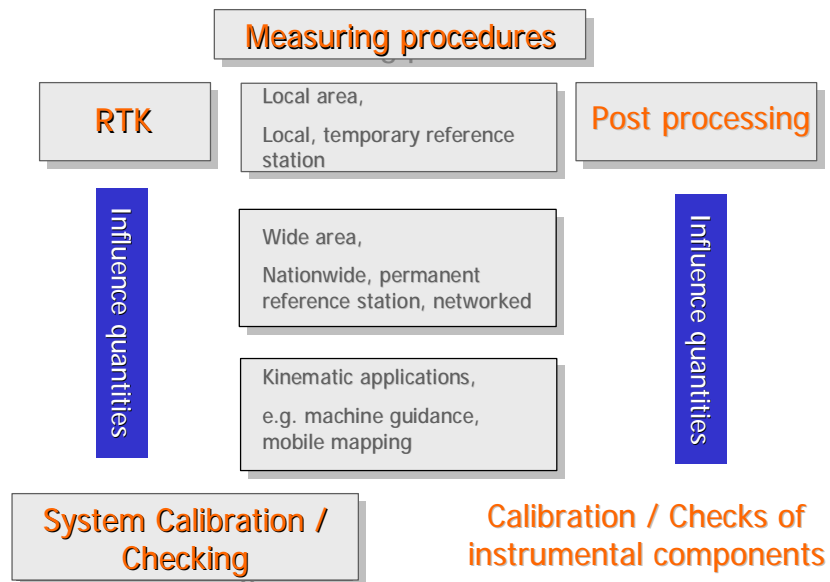 Measuring procedures
RTK
Local area,
Local, temporary reference
station
Post processing
Influence quantities
Wide area,
Nationwide, permanent
reference station, networked
Influence quantities
Kinematic applications,
e.g. machine guidance,
mobile mapping
System Calibration /
Checking
Calibration / Checks of
instrumental components